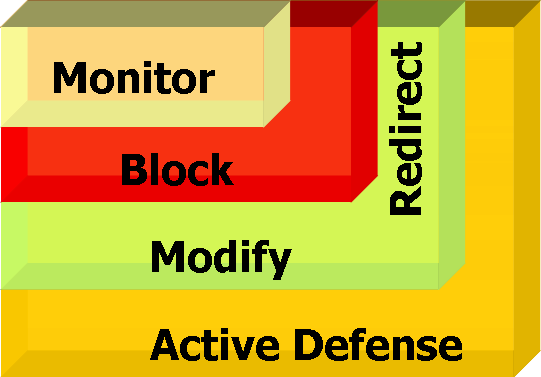 Monitor
Block
Redirect
Modify
Active Defense